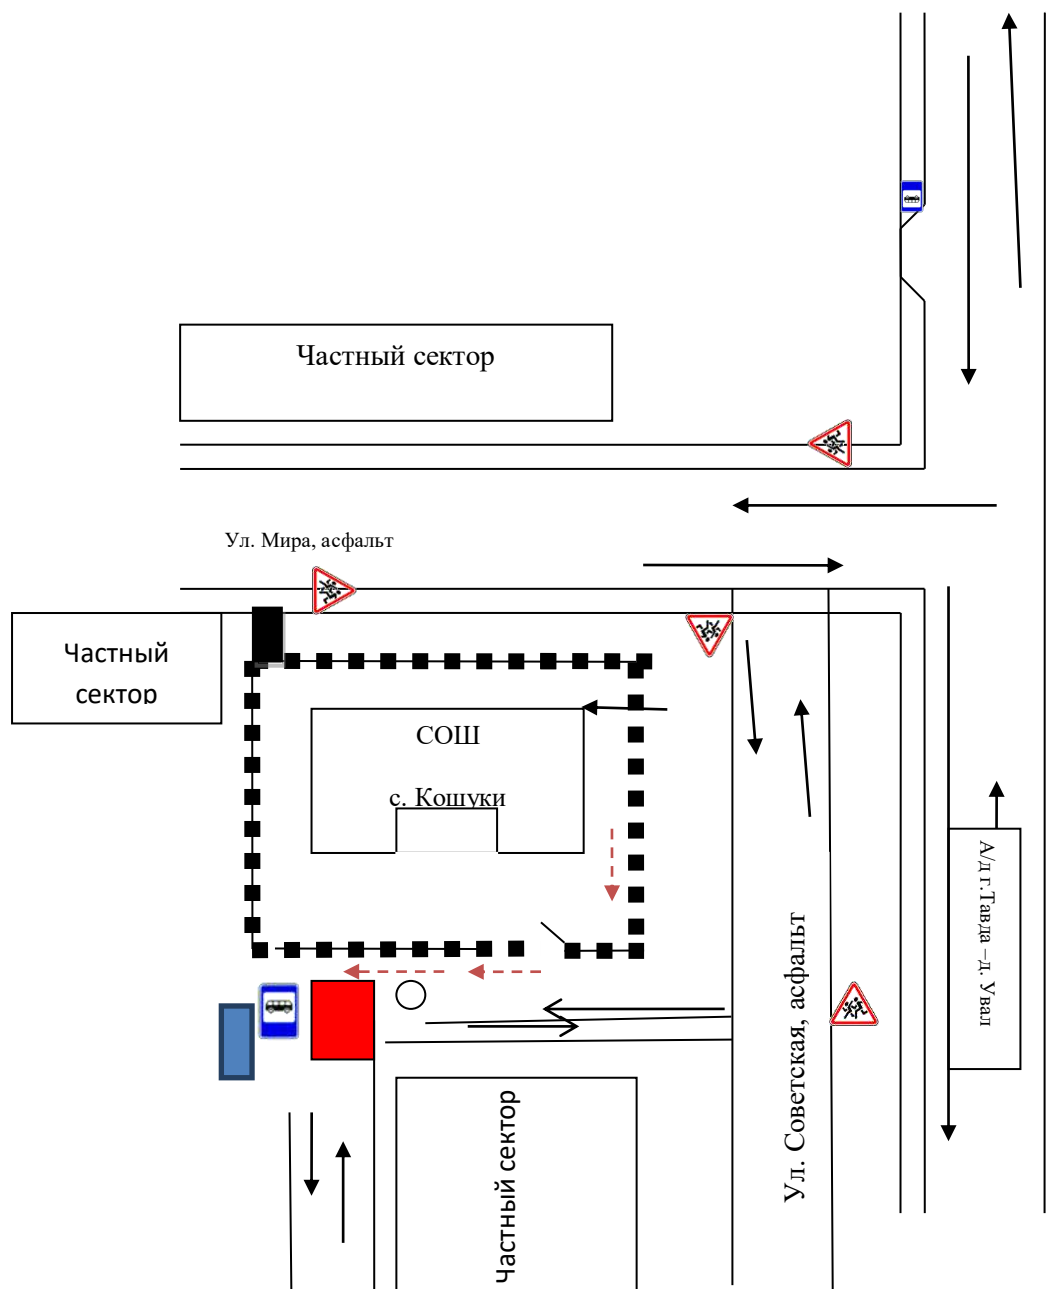 Частный сектор
Ул. Мира, асфальт
Частный
сектор
СОШ
с. Кошуки
А/д г.Тавда –д. Увал
Ул. Советская, асфальт
Частный сектор